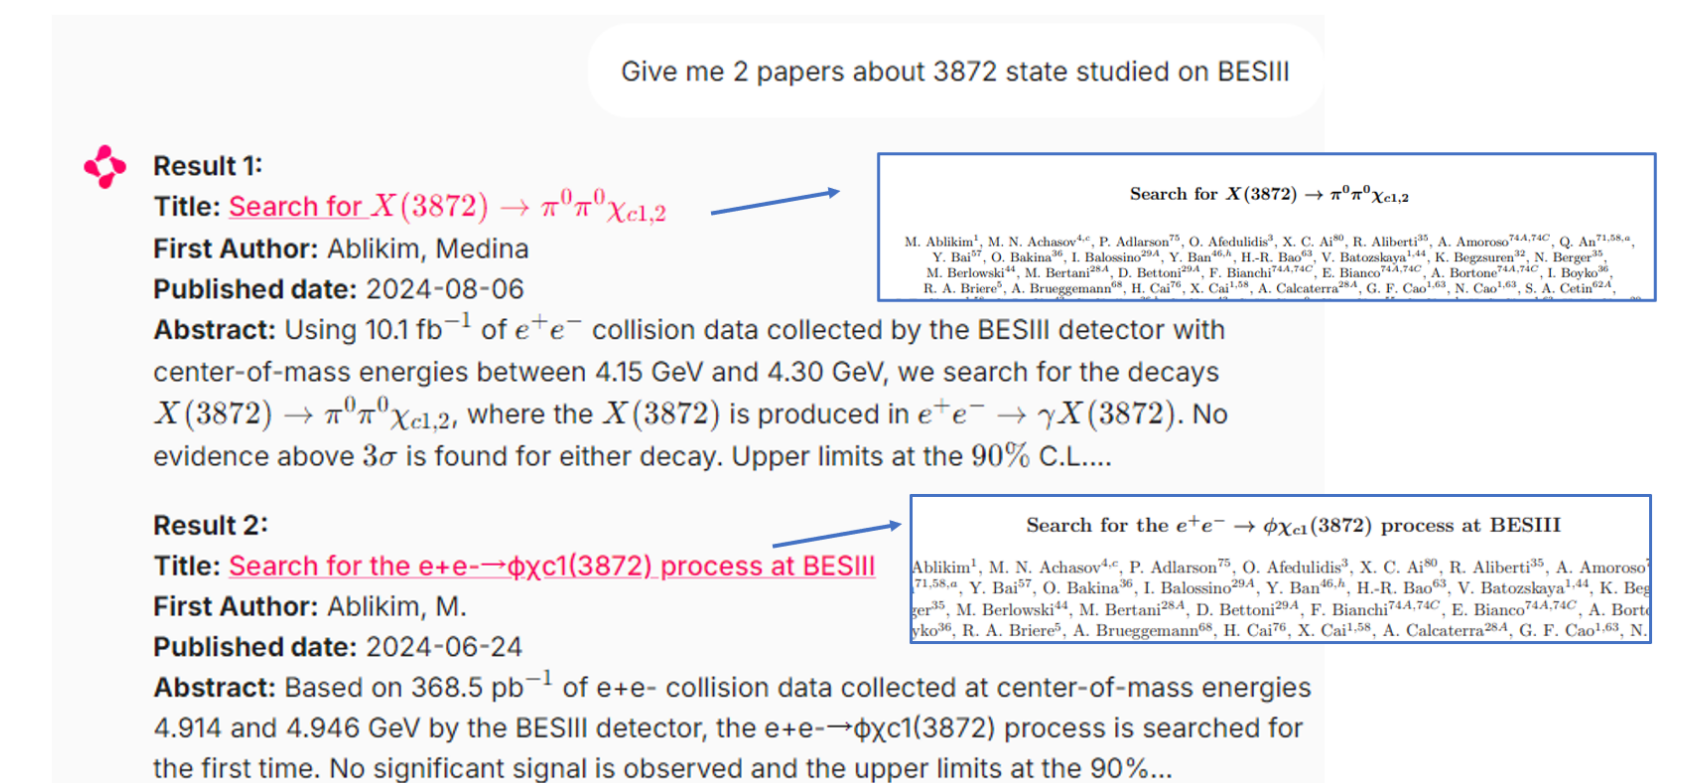 Give me 2 papers about 3872 state studied on BESIII
Result 1:
Title: Search for X(3872) → π⁰π⁰χc1,2
First Author: Ablikim, Medina
Published date: 2024-08-06
Abstract: Using 10.1 fb⁻¹ of e⁺e⁻ collision data collected by the BESIII detector with
center-of-mass energies between 4.15 GeV and 4.30 GeV, we search for the decays
X(3872) → π⁰π⁰χc1,2, where the X(3872) is produced in e⁺e⁻ → γX(3872). No
evidence above 3σ is found for either decay. Upper limits at the 90% C.L....
Search for X(3872) → π⁰π⁰χc1,2
M. Ablikim¹, M. N. Achasov⁴,ᶜ, P. Adlarson⁷⁵, O. Afedulidis³, X. C. Ai⁸⁰, R. Aliberti³⁵, A. Amoroso⁷⁴ᴬ,⁷⁴ꟲ, Q. An⁷¹,⁵⁸,ᵃ,
Y. Bai⁵⁷, O. Bakina³⁶, I. Balossino²⁹ᴬ, Y. Ban⁴⁶,ʰ, H.-R. Bao⁶³, V. Batozskaya¹,⁴⁴, K. Begzsuren³², N. Berger³⁵,
M. Berlowski⁴⁴, M. Bertani²⁸ᴬ, D. Bettoni²⁹ᴬ, F. Bianchi⁷⁴ᴬ,⁷⁴ꟲ, E. Bianco⁷⁴ᴬ,⁷⁴ꟲ, A. Bortone⁷⁴ᴬ,⁷⁴ꟲ, I. Boyko³⁶,
R. A. Briere⁵, A. Brueggemann⁶⁸, H. Cai⁷⁶, X. Cai¹,⁵⁸, A. Calcaterra²⁸ᴬ, G. F. Cao¹,⁶³, N. Cao¹,⁶³, S. A. Cetin⁶²ᴬ,
Result 2:
Title: Search for the e+e-→ϕχc1(3872) process at BESIII
First Author: Ablikim, M.
Published date: 2024-06-24
Abstract: Based on 368.5 pb⁻¹ of e+e- collision data collected at center-of-mass energies
4.914 and 4.946 GeV by the BESIII detector, the e+e-→ϕχc1(3872) process is searched for
the first time. No significant signal is observed and the upper limits at the 90%...
Search for the e⁺e⁻ → ϕχc1(3872) process at BESIII
Ablikim¹, M. N. Achasov⁴,ᶜ, P. Adlarson⁷⁵, O. Afedulidis³, X. C. Ai⁸⁰, R. Aliberti³⁵, A. Amoroso
⁷¹,⁵⁸,ᵃ, Y. Bai⁵⁷, O. Bakina³⁶, I. Balossino²⁹ᴬ, Y. Ban⁴⁶,ʰ, H.-R. Bao⁶³, V. Batozskaya¹,⁴⁴, K. Beg
ger³⁵, M. Berlowski⁴⁴, M. Bertani²⁸ᴬ, D. Bettoni²⁹ᴬ, F. Bianchi⁷⁴ᴬ,⁷⁴ꟲ, E. Bianco⁷⁴ᴬ,⁷⁴ꟲ, A. Borto
yko³⁶, R. A. Briere⁵, A. Brueggemann⁶⁸, H. Cai⁷⁶, X. Cai¹,⁵⁸, A. Calcaterra²⁸ᴬ, G. F. Cao¹,⁶³, N.